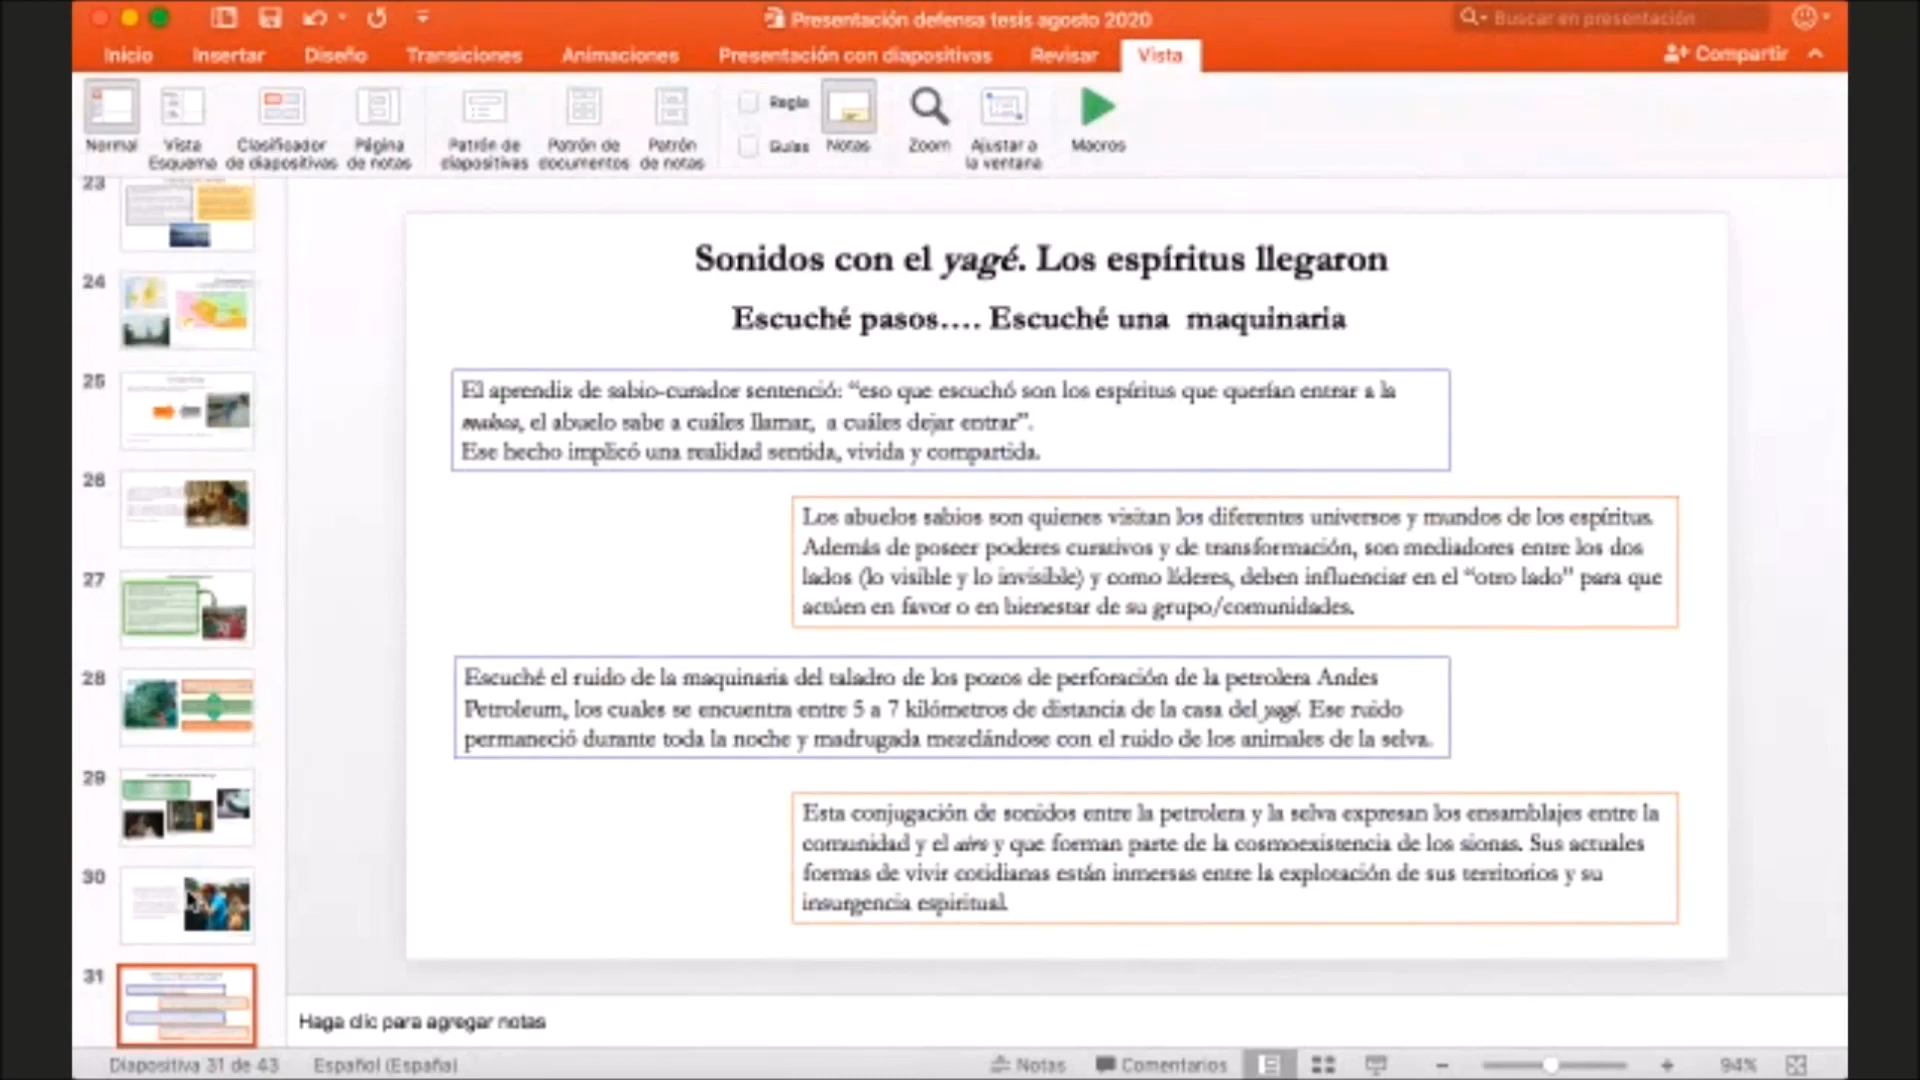 Presentación defensa tesis agosto 2020
Buscar en presentación
Inicio
Insertar
Diseño
Transiciones
Animaciones
Presentación con diapositivas
Revisar
Vista
Compartir
Normal
Vista
Esquema
Clasificador
de diapositivas
Página
de notas
Patrón de
diapositivas
Patrón de
documentos
Patrón
de notas
Regla
Guías
Notas
Zoom
Ajustar a
la ventana
Macros
23
24
25
26
27
28
29
30
31
Sonidos con el yagé. Los espíritus llegaron
Escuché pasos.... Escuché una maquinaria
El aprendiz de sabio-curador sentenció: “eso que escuchó son los espíritus que querían entrar a la
maloca, el abuelo sabe a cuáles llamar, a cuáles dejar entrar”.
Ese hecho implicó una realidad sentida, vivida y compartida.
Los abuelos sabios son quienes visitan los diferentes universos y mundos de los espíritus.
Además de poseer poderes curativos y de transformación, son mediadores entre los dos
lados (lo visible y lo invisible) y como líderes, deben influenciar en el “otro lado” para que
actúen en favor o en bienestar de su grupo/comunidades.
Escuché el ruido de la maquinaria del taladro de los pozos de perforación de la petrolera Andes
Petroleum, los cuales se encuentra entre 5 a 7 kilómetros de distancia de la casa del yagé. Ese ruido
permaneció durante toda la noche y madrugada mezclándose con el ruido de los animales de la selva.
Esta conjugación de sonidos entre la petrolera y la selva expresan los ensamblajes entre la
comunidad y el airo y que forman parte de la cosmoexistencia de los sionas. Sus actuales
formas de vivir cotidianas están inmersas entre la explotación de sus territorios y su
insurgencia espiritual.
Haga clic para agregar notas
Diapositiva 31 de 43
Español (España)
Notas
Comentarios
94%